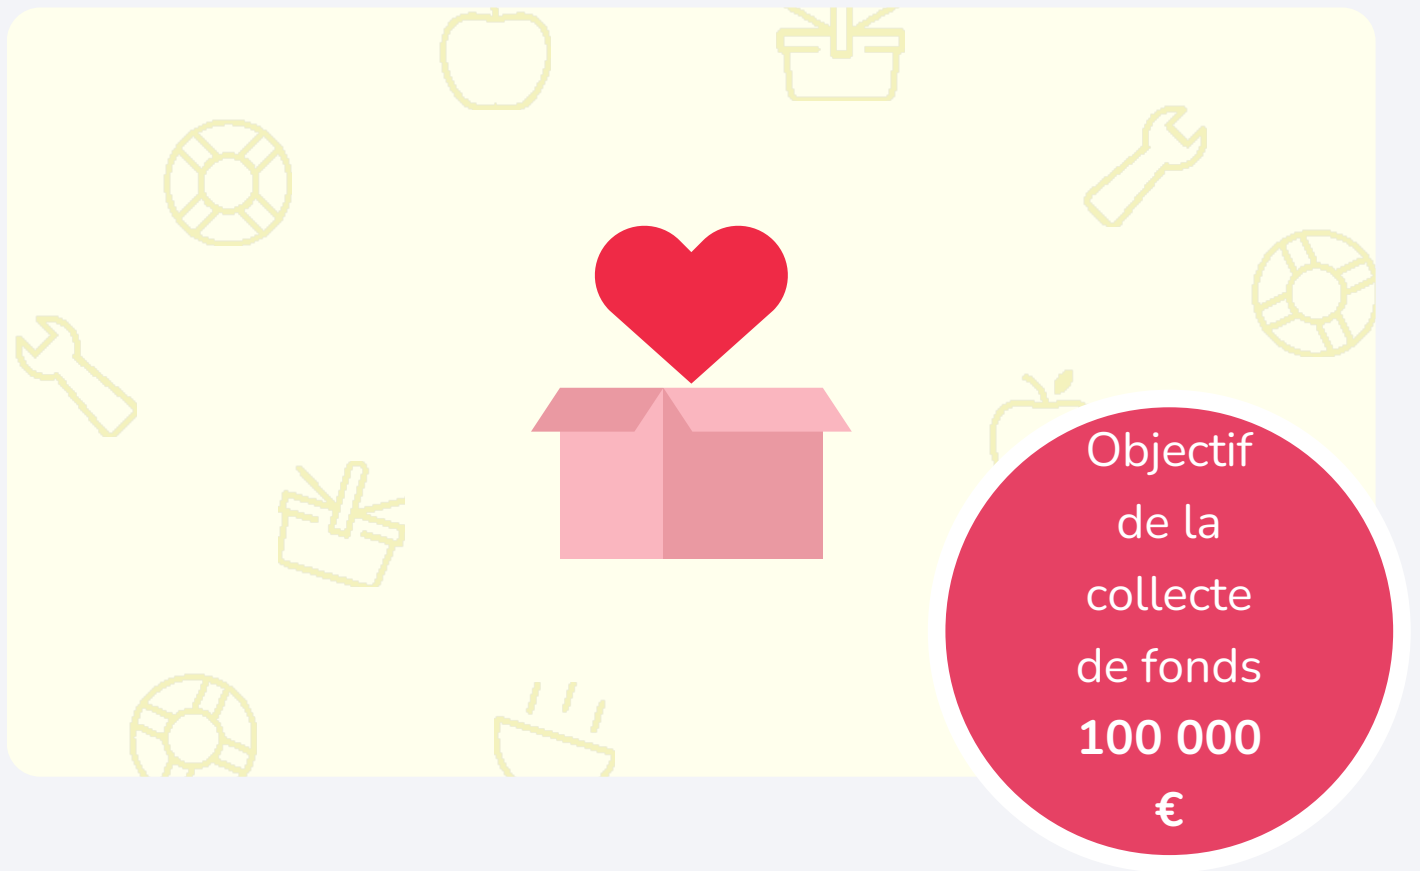 Objectif
de la
collecte
de fonds
100 000
€